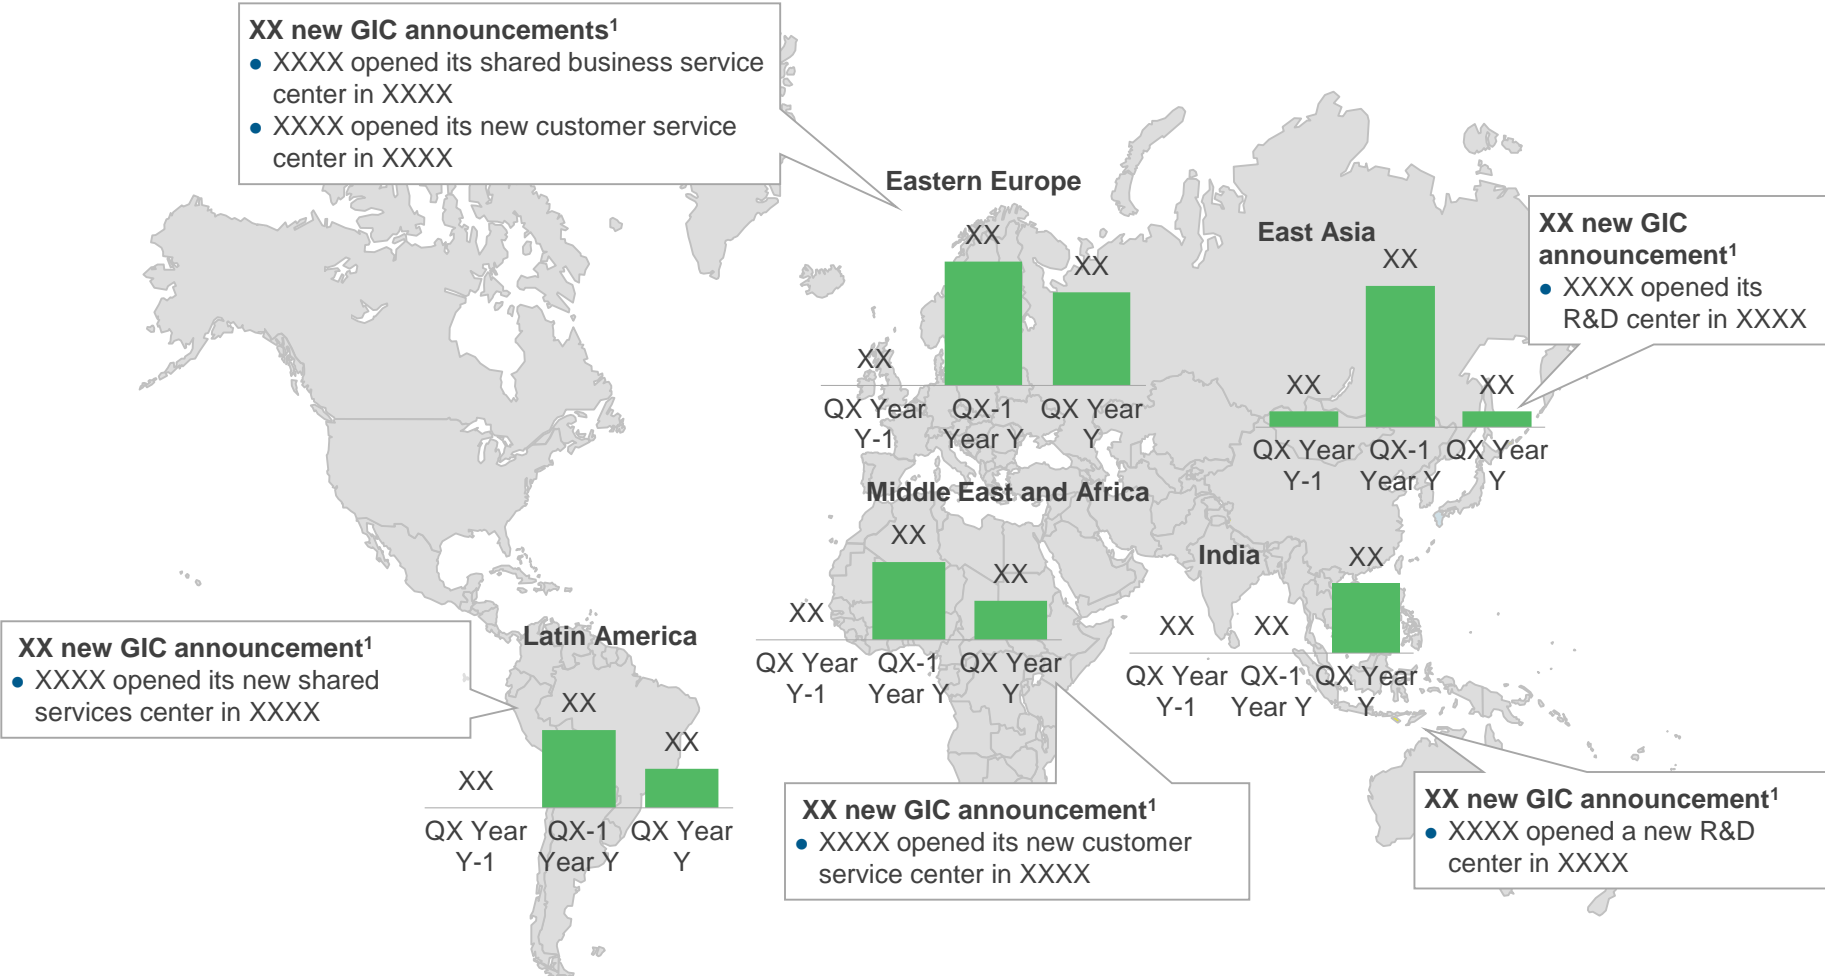 XX new GIC announcements¹
● XXXX opened its shared business service
center in XXXX
● XXXX opened its new customer service
center in XXXX
Eastern Europe
XX
XX
XX
QX Year
Y-1
QX-1
Year Y
QX Year
Y
East Asia
XX
XX
XX
QX Year
Y-1
QX-1
Year Y
QX Year
Y
XX new GIC
announcement¹
● XXXX opened its
R&D center in XXXX
Middle East and Africa
XX
XX
XX
QX Year
Y-1
QX-1
Year Y
QX Year
Y
India
XX
XX
XX
QX Year
Y-1
QX-1
Year Y
QX Year
Y
XX new GIC announcement¹
● XXXX opened its new shared
services center in XXXX
Latin America
XX
XX
XX
QX Year
Y-1
QX-1
Year Y
QX Year
Y
XX new GIC announcement¹
● XXXX opened its new customer
service center in XXXX
XX new GIC announcement¹
● XXXX opened a new R&D
center in XXXX